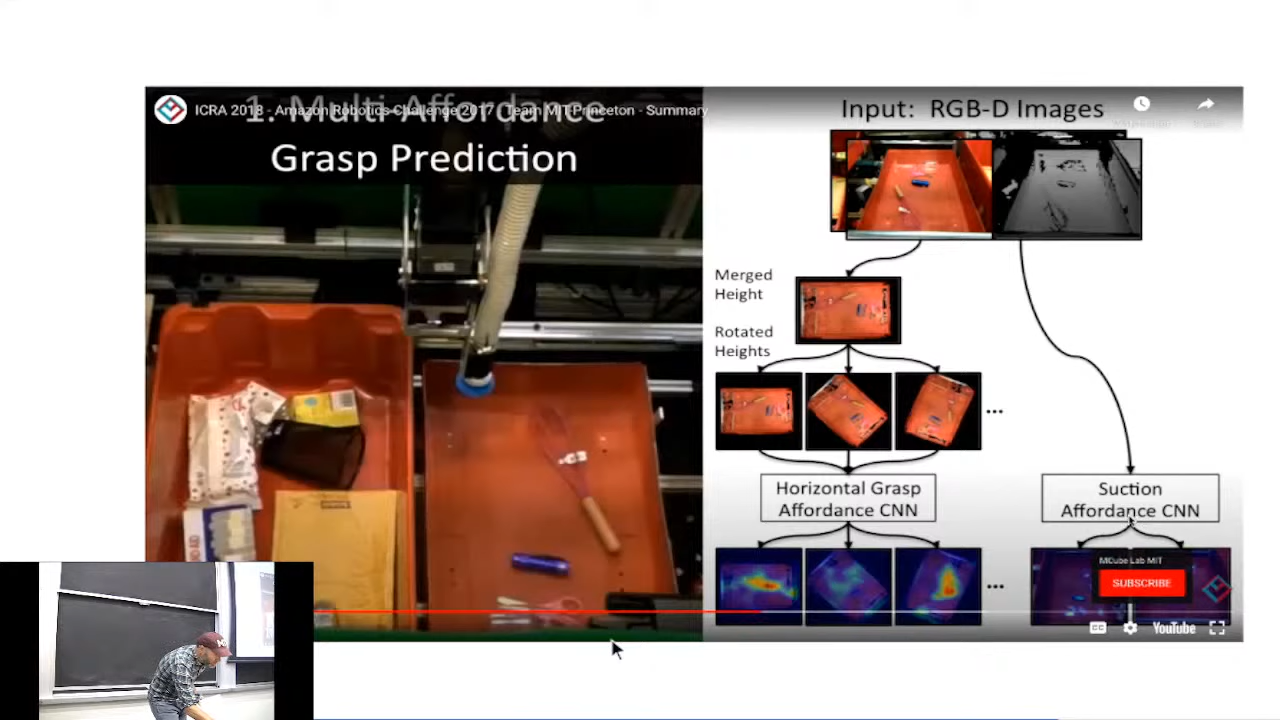 ICRA 2018 - Amazon Robotics Challenge 2017 - Team MIT-Princeton - Summary
1. Multi-Affordance
Grasp Prediction
Input: RGB-D Images
Merged
Height
Rotated
Heights
...
Horizontal Grasp
Affordance CNN
Suction
Affordance CNN
...
MCube Lab MIT
SUBSCRIBE
CC
YouTube